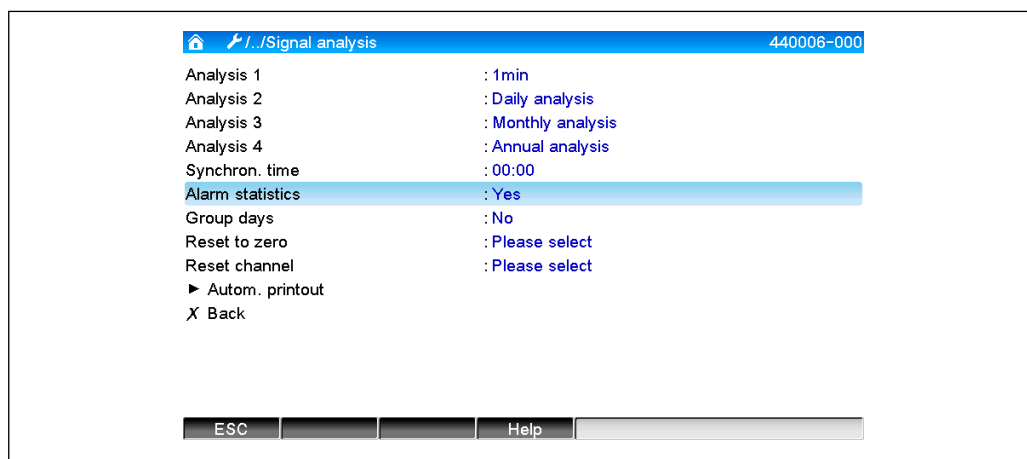 /../Signal analysis 440006-000
Analysis 1 : 1min
Analysis 2 : Daily analysis
Analysis 3 : Monthly analysis
Analysis 4 : Annual analysis
Synchron. time : 00:00
Alarm statistics : Yes
Group days : No
Reset to zero : Please select
Reset channel : Please select
► Autom. printout
X Back
ESC Help